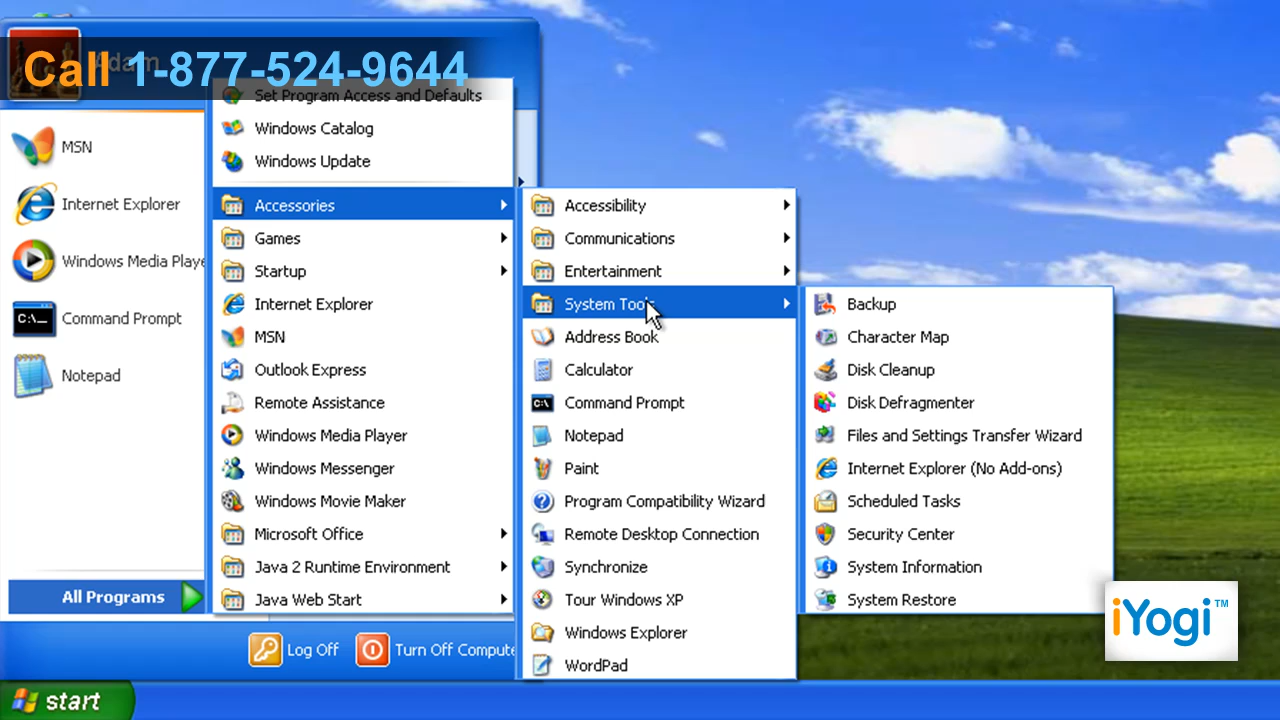 Adam
Call 1-877-524-9644
MSN
Internet Explorer
Windows Media Playe
Command Prompt
Notepad
All Programs
Set Program Access and Defaults
Windows Catalog
Windows Update
Accessories
Games
Startup
Internet Explorer
MSN
Outlook Express
Remote Assistance
Windows Media Player
Windows Messenger
Windows Movie Maker
Microsoft Office
Java 2 Runtime Environment
Java Web Start
Accessibility
Communications
Entertainment
System Tools
Address Book
Calculator
Command Prompt
Notepad
Paint
Program Compatibility Wizard
Remote Desktop Connection
Synchronize
Tour Windows XP
Windows Explorer
WordPad
Backup
Character Map
Disk Cleanup
Disk Defragmenter
Files and Settings Transfer Wizard
Internet Explorer (No Add-ons)
Scheduled Tasks
Security Center
System Information
System Restore
iYogi™
Log Off
Turn Off Compute
start